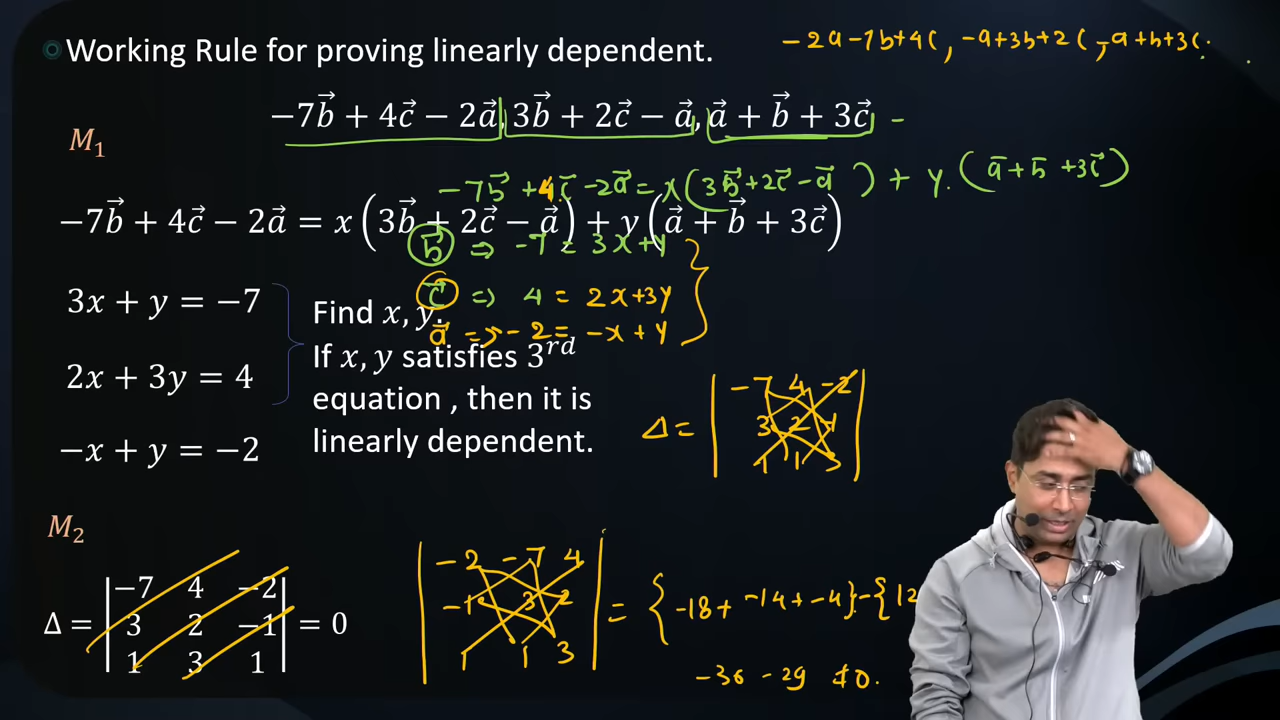 Working Rule for proving linearly dependent.
-2a-7b+4c, -a+3b+2c, a+b+3c.
-7b⃗ + 4c⃗ - 2a⃗, 3b⃗ + 2c⃗ - a⃗, a⃗ + b⃗ + 3c⃗
M₁
-7b⃗ + 4c⃗ - 2a⃗ = x(3b⃗ + 2c⃗ - a⃗) + y.(a⃗ + b⃗ + 3c⃗)
-7b⃗ + 4c⃗ - 2a⃗ = x(3b⃗ + 2c⃗ - a⃗) + y(a⃗ + b⃗ + 3c⃗)
b⃗ ⇒ -7 = 3x+y
3x + y = -7
c⃗ ⇒ 4 = 2x+3y
Find x, y.
a⃗ ⇒ -2 = -x+y
If x, y satisfies 3ʳᵈ
2x + 3y = 4
equation , then it is
-x + y = -2
linearly dependent.
Δ = | -7 4 -2
3 2 -1
1 1 3 |
M₂
Δ = | -7 4 -2
3 2 -1
1 3 1 | = 0
| -2 -7 4
-1 3 2
1 1 3 | = {-18+ -14+ -4}-{12
-36 - 29 ≠0.